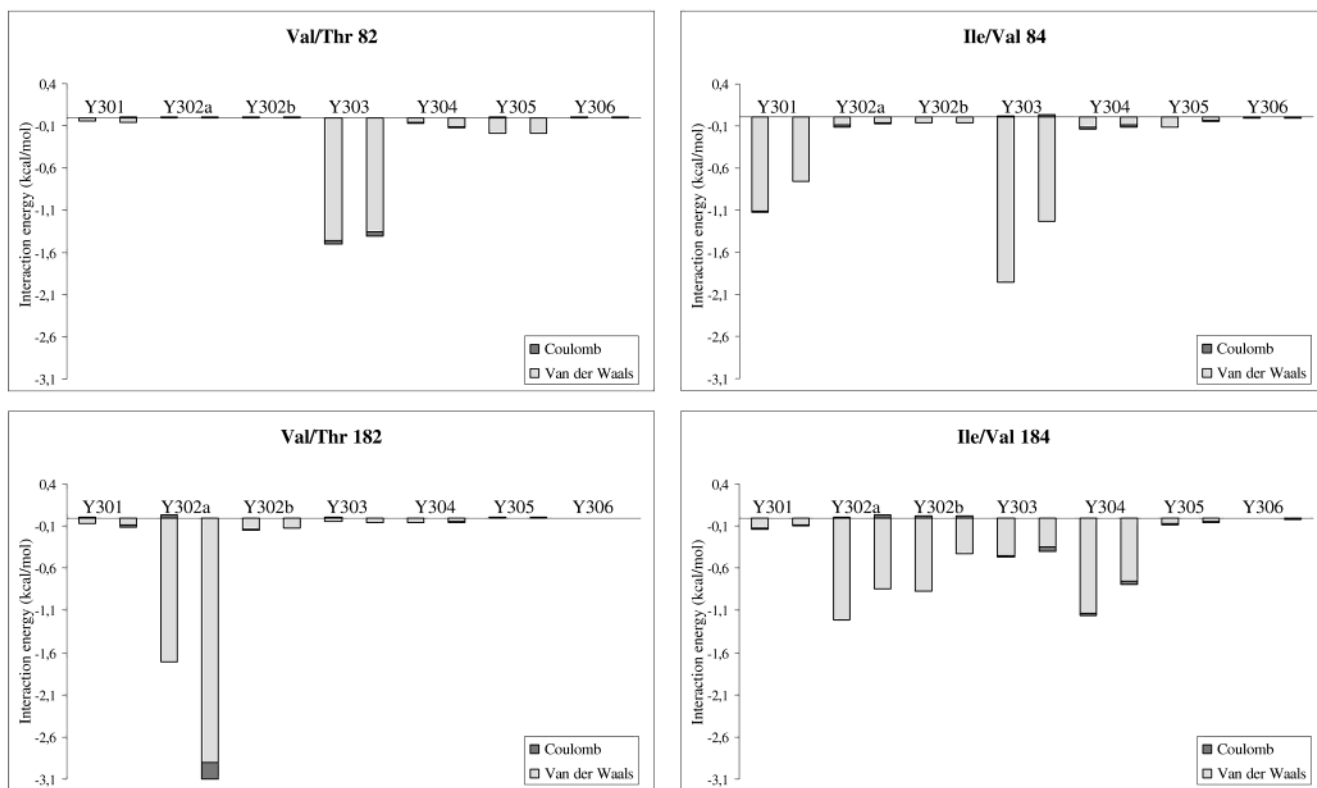 Val/Thr 82
Interaction energy (kcal/mol)
0,4
-0,1
-0,6
-1,1
-1,6
-2,1
-2,6
-3,1
Y301 Y302a Y302b Y303 Y304 Y305 Y306
Coulomb
Van der Waals
Ile/Val 84
Interaction energy (kcal/mol)
0,4
-0,1
-0,6
-1,1
-1,6
-2,1
-2,6
-3,1
Y301 Y302a Y302b Y303 Y304 Y305 Y306
Coulomb
Van der Waals
Val/Thr 182
Interaction energy (kcal/mol)
0,4
-0,1
-0,6
-1,1
-1,6
-2,1
-2,6
-3,1
Y301 Y302a Y302b Y303 Y304 Y305 Y306
Coulomb
Van der Waals
Ile/Val 184
Interaction energy (kcal/mol)
0,4
-0,1
-0,6
-1,1
-1,6
-2,1
-2,6
-3,1
Y301 Y302a Y302b Y303 Y304 Y305 Y306
Coulomb
Van der Waals